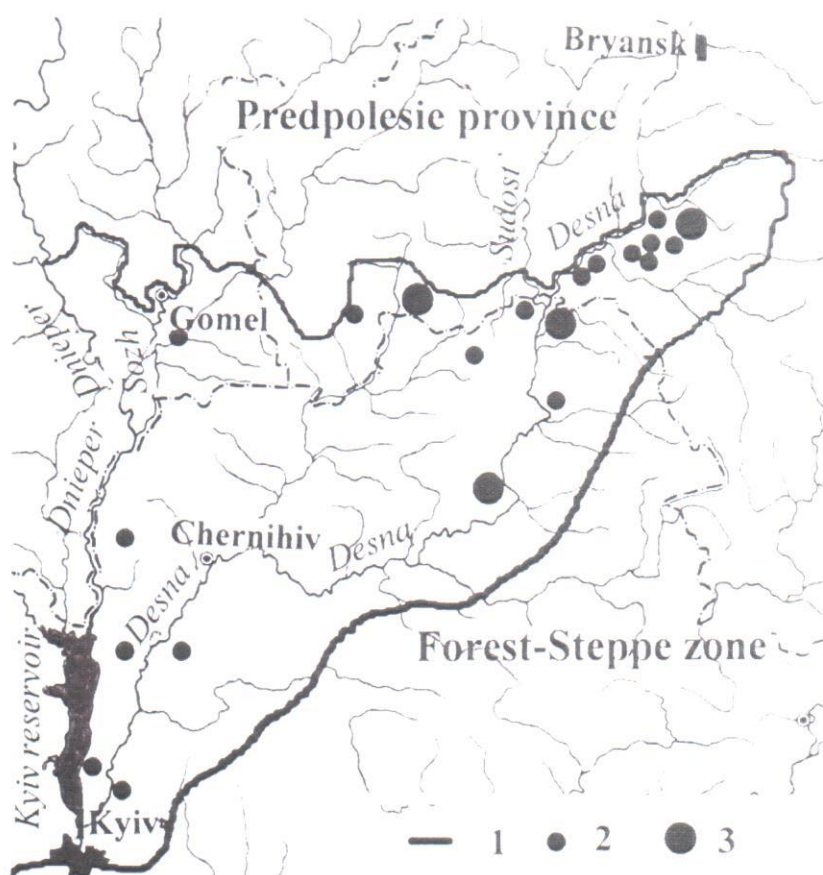 Bryansk
Predpolesie province
Sudost
Desna
Gomel
Dnieper
Sozh
Dnieper
Chernihiv
Desna
Desna
Kyiv reservoir
Forest-Steppe zone
Kyiv
1
2
3